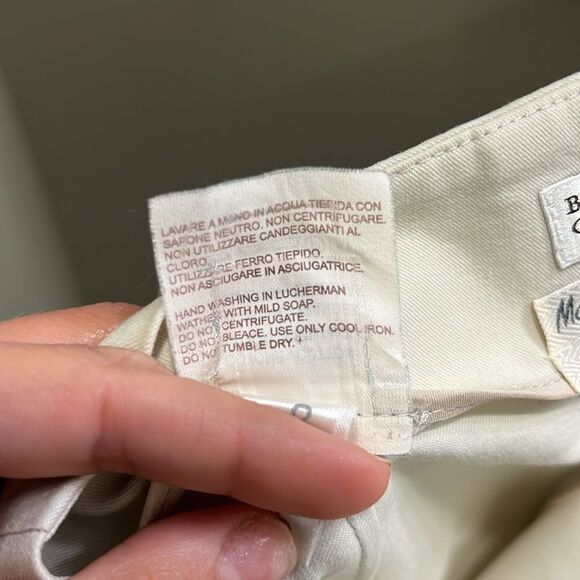 LAVARE A MANO IN ACQUA TIEPIDA CON
SAPONE NEUTRO. NON CENTRIFUGARE.
NON UTILIZZARE CANDEGGIANTI AL
CLORO.
UTILIZZARE FERRO TIEPIDO.
NON ASCIUGARE IN ASCIUGATRICE.
HAND WASHING IN LUCHERMAN
WATHER WITH MILD SOAP.
DO NOT CENTRIFUGATE.
DO NOT BLEACE. USE ONLY COOL IRON.
DO NOT TUMBLE DRY.
4